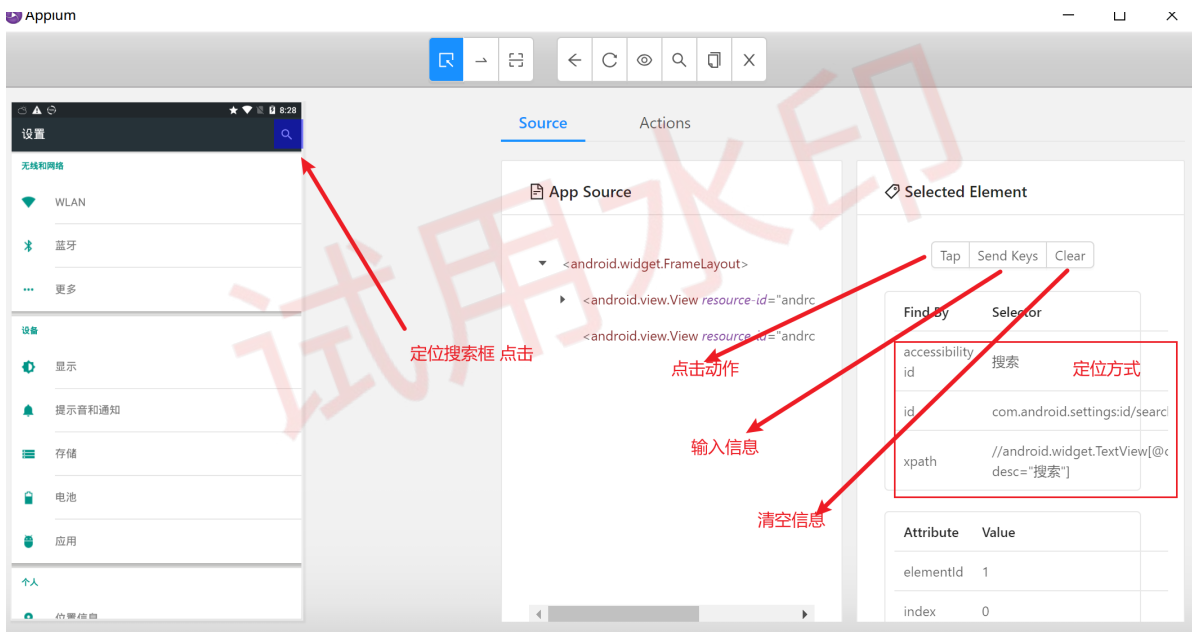 Appium
8:28
设置
无线和网络
WLAN
蓝牙
更多
设备
显示
提示音和通知
存储
电池
应用
个人
位置信息
定位搜索框 点击
Source
Actions
App Source
<android.widget.FrameLayout>
<android.view.View resource-id="andrc
<android.view.View resource-id="andrc
点击动作
输入信息
清空信息
Selected Element
Tap
Send Keys
Clear
Find By
Selector
accessibility
id
搜索
定位方式
id
com.android.settings:id/searc
xpath
//android.widget.TextView[@c
desc="搜索"]
Attribute
Value
elementId
1
index
0
试用水印